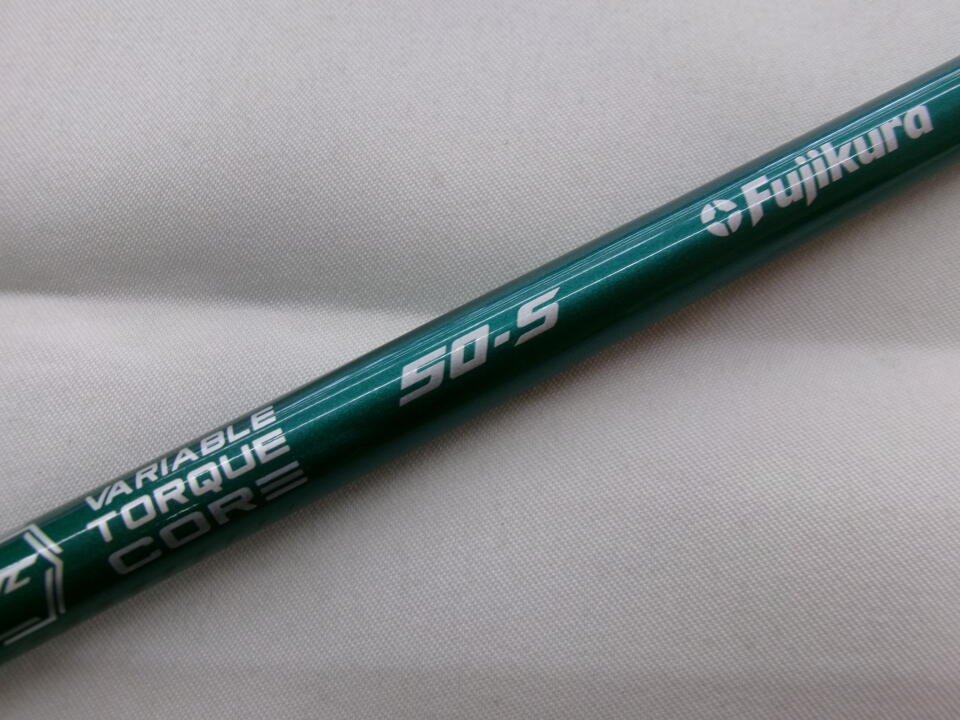 VARIABLE
TORQUE
CORE
50-S
Fujikura